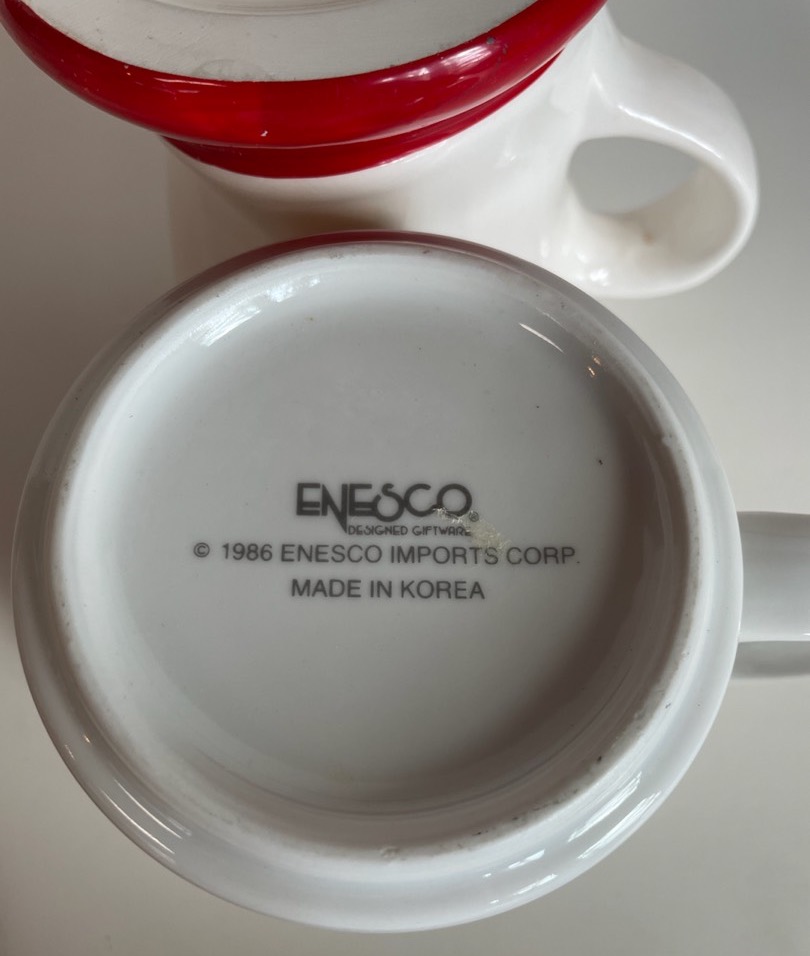 ENESCO®
DESIGNED GIFTWARE
© 1986 ENESCO IMPORTS CORP.
MADE IN KOREA